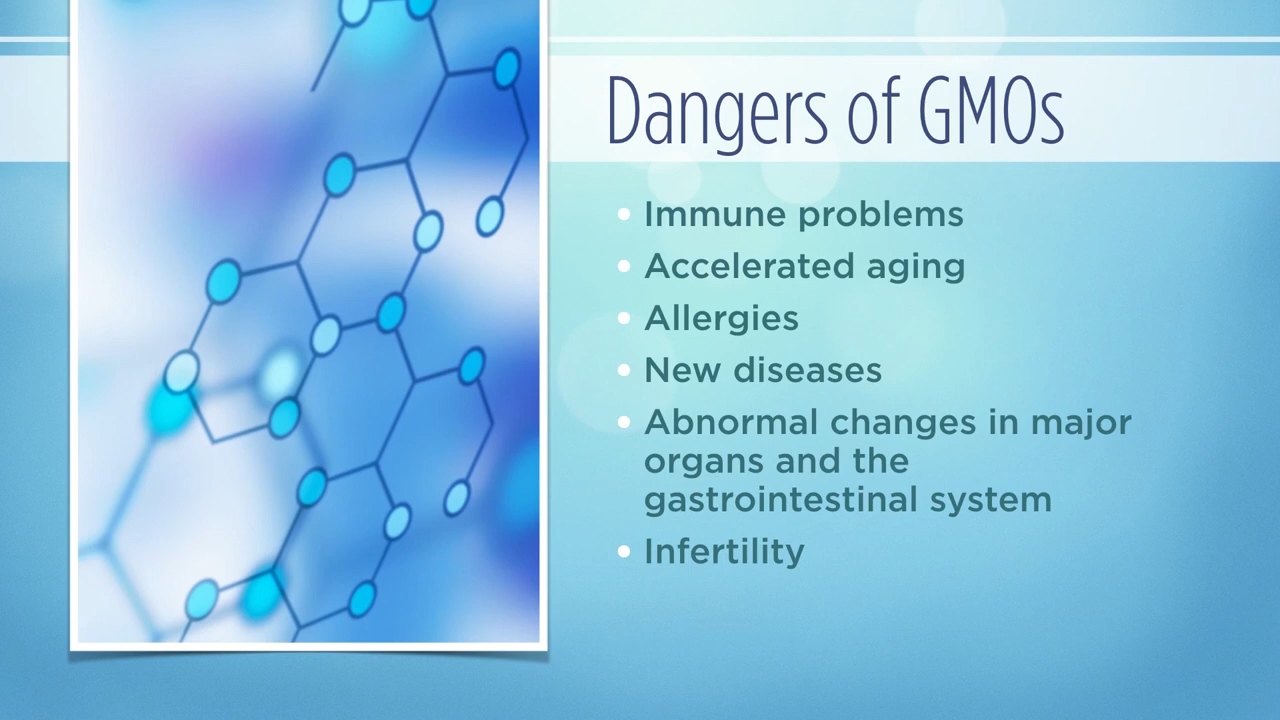 Dangers of GMOs
• Immune problems
• Accelerated aging
• Allergies
• New diseases
• Abnormal changes in major
organs and the
gastrointestinal system
• Infertility